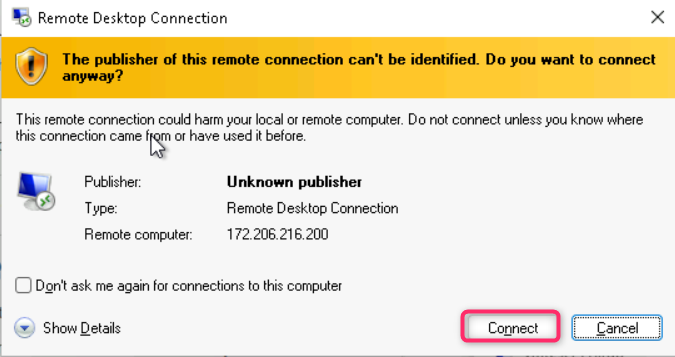 Remote Desktop Connection
The publisher of this remote connection can't be identified. Do you want to connect
anyway?
This remote connection could harm your local or remote computer. Do not connect unless you know where
this connection came from or have used it before.
Publisher: Unknown publisher
Type: Remote Desktop Connection
Remote computer: 172.206.216.200
Don't ask me again for connections to this computer
Show Details Connect Cancel